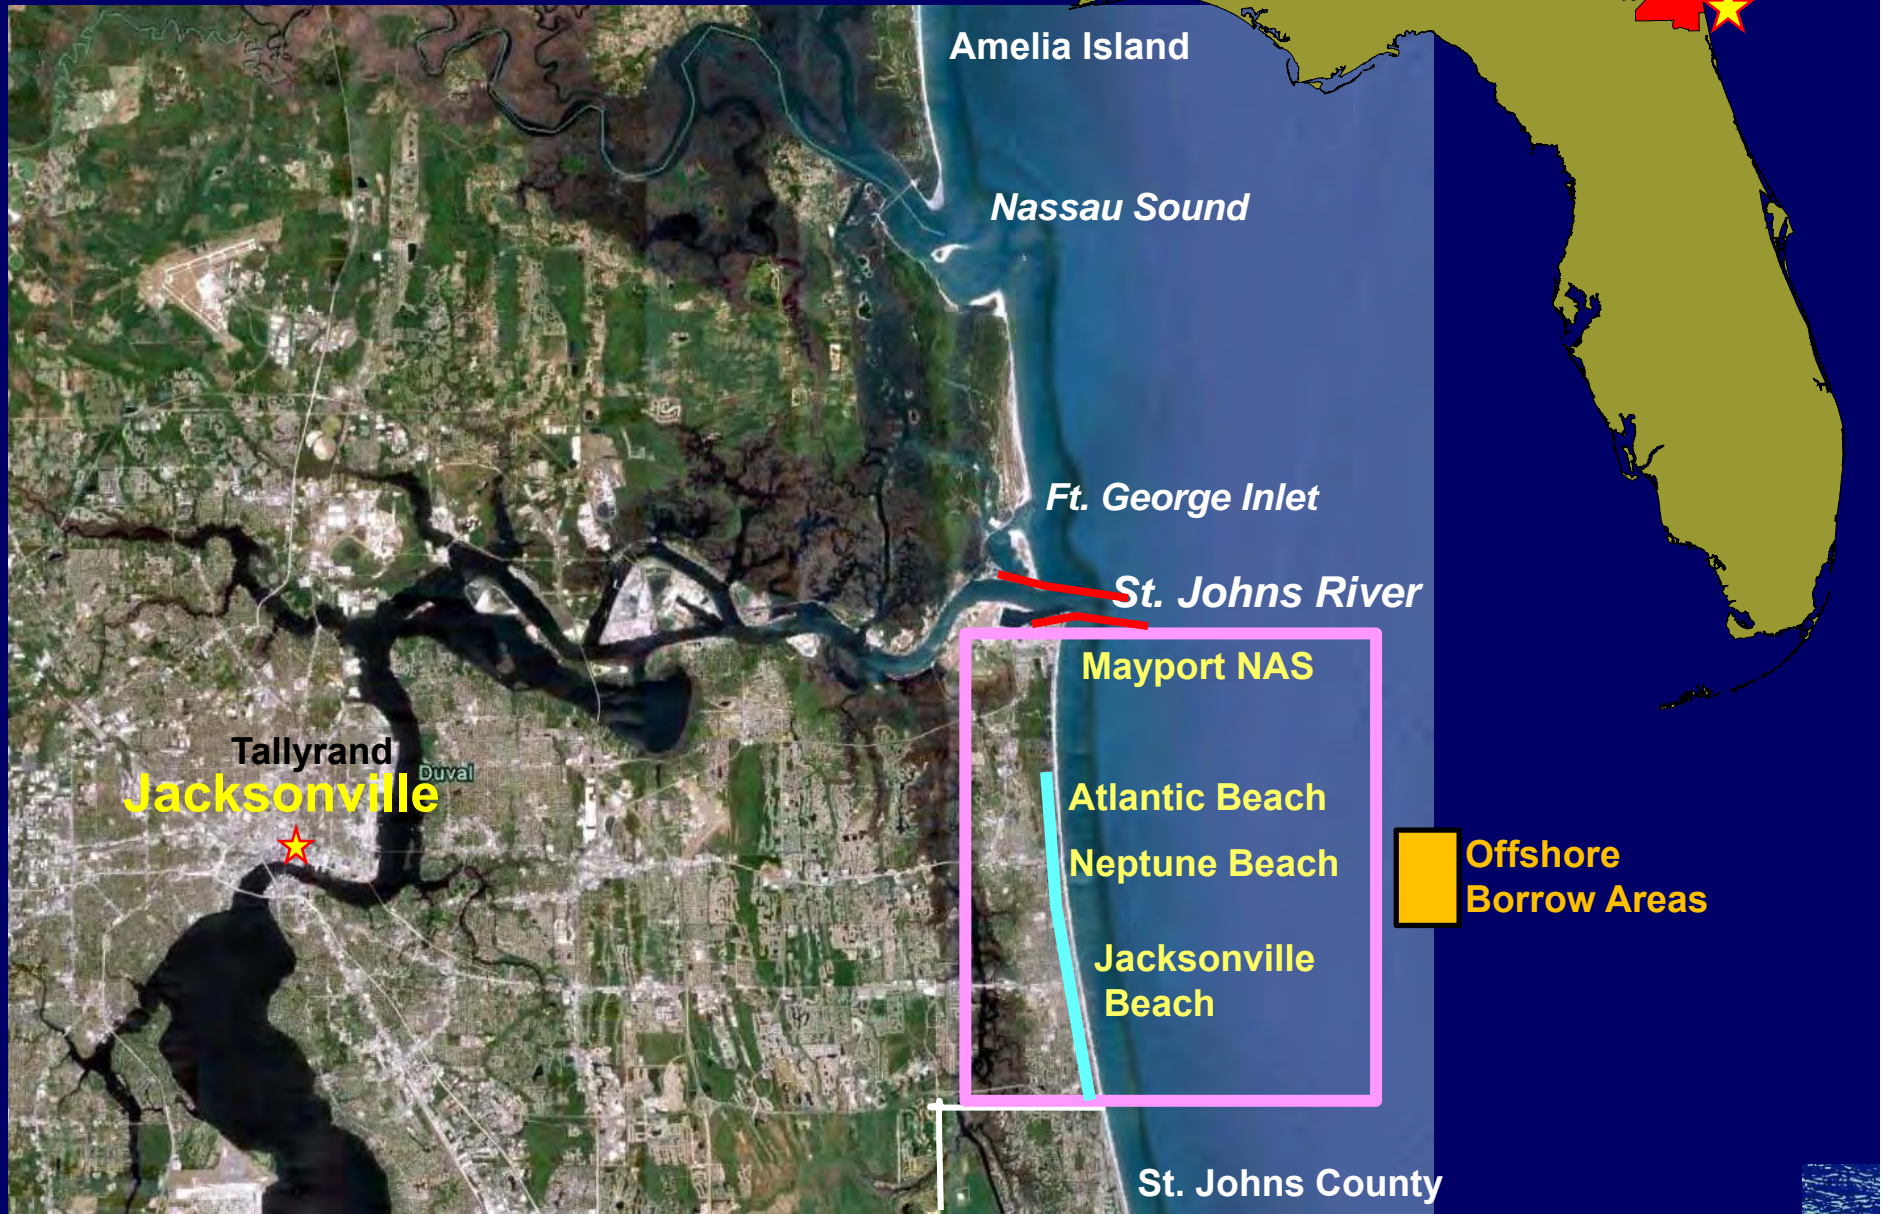 Amelia Island
Nassau Sound
Ft. George Inlet
St. Johns River
Mayport NAS
Tallyrand
Duval
Jacksonville
Atlantic Beach
Neptune Beach
Offshore
Borrow Areas
Jacksonville
Beach
St. Johns County